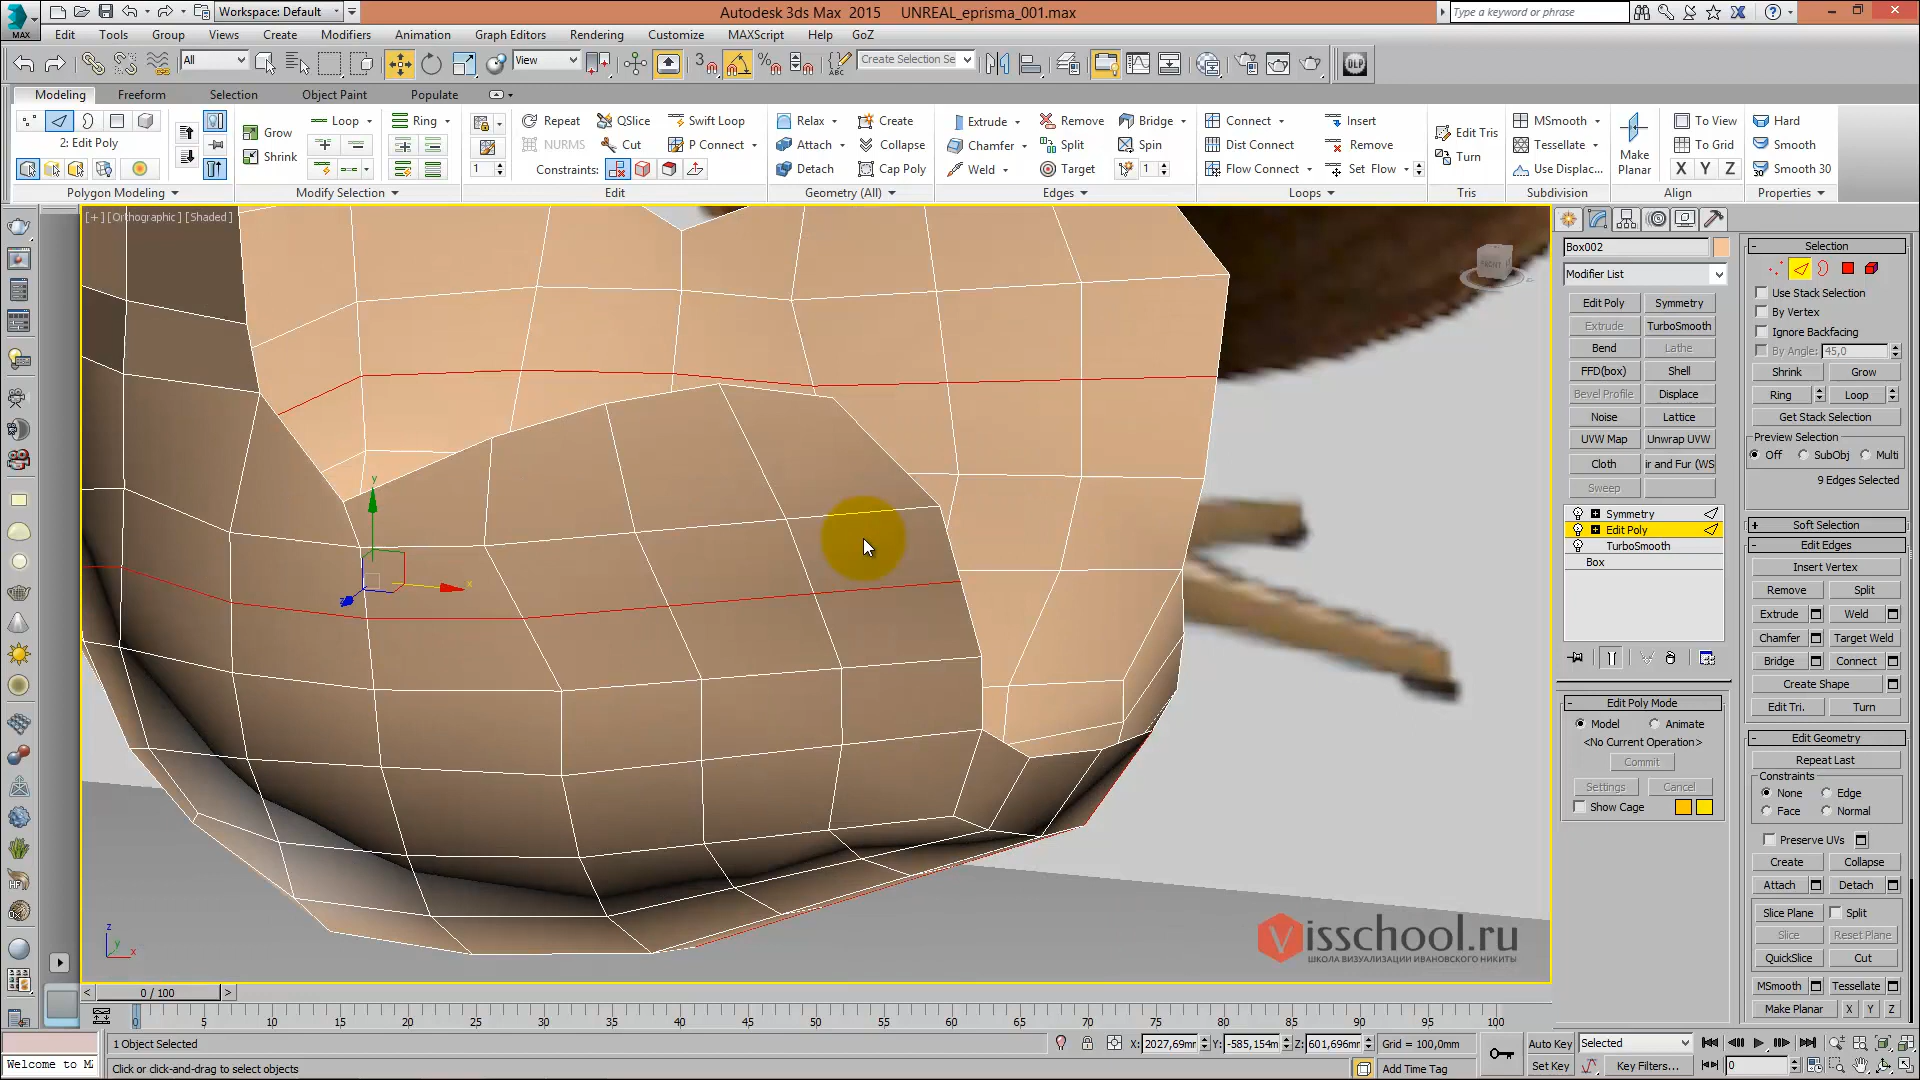 Workspace: Default
Autodesk 3ds Max 2015 UNREAL_eprisma_001.max
Type a keyword or phrase
MAX
Edit Tools Group Views Create Modifiers Animation Graph Editors Rendering Customize MAXScript Help GoZ
All View 3 Create Selection Se
Modeling Freeform Selection Object Paint Populate
Grow Loop Ring Repeat QSlice Swift Loop Relax Create Extrude Remove Bridge Connect Insert Edit Tris MSmooth To View Hard
2: Edit Poly Shrink NURMS Cut P Connect Attach Collapse Chamfer Split Spin Dist Connect Remove Turn Tessellate Make Planar To Grid Smooth
1 Constraints: Detach Cap Poly Weld Target 1 Flow Connect Set Flow Use Displac... X Y Z Smooth 30
Polygon Modeling Modify Selection Edit Geometry (All) Edges Loops Tris Subdivision Align Properties
[+] [Orthographic] [Shaded]
FRONT
Box002
Modifier List
Edit Poly Symmetry
Extrude TurboSmooth
Bend Lathe
FFD(box) Shell
Bevel Profile Displace
Noise Lattice
UVW Map Unwrap UVW
Cloth ir and Fur (WS
Sweep
Symmetry
Edit Poly
TurboSmooth
Box
Edit Poly Mode
Model Animate
<No Current Operation>
Commit
Settings Cancel
Show Cage
Selection
Use Stack Selection
By Vertex
Ignore Backfacing
By Angle: 45,0
Shrink Grow
Ring Loop
Get Stack Selection
Preview Selection
Off SubObj Multi
9 Edges Selected
Soft Selection
Edit Edges
Insert Vertex
Remove Split
Extrude Weld
Chamfer Target Weld
Bridge Connect
Create Shape
Edit Tri. Turn
Edit Geometry
Repeat Last
Constraints
None Edge
Face Normal
Preserve UVs
Create Collapse
Attach Detach
Slice Plane Split
Slice Reset Plane
QuickSlice Cut
MSmooth Tessellate
Make Planar X Y Z
y
x
z
z
y
x
Visschool.ru
ШКОЛА ВИЗУАЛИЗАЦИИ ИВАНОВСКОГО НИКИТЫ
0 / 100
0 5 10 15 20 25 30 35 40 45 50 55 60 65 70 75 80 85 90 95 100
1 Object Selected X: 2027,69mm Y: -585,154m Z: 601,696mm Grid = 100,0mm Auto Key Selected
Welcome to M Click or click-and-drag to select objects Add Time Tag Set Key Key Filters... 0